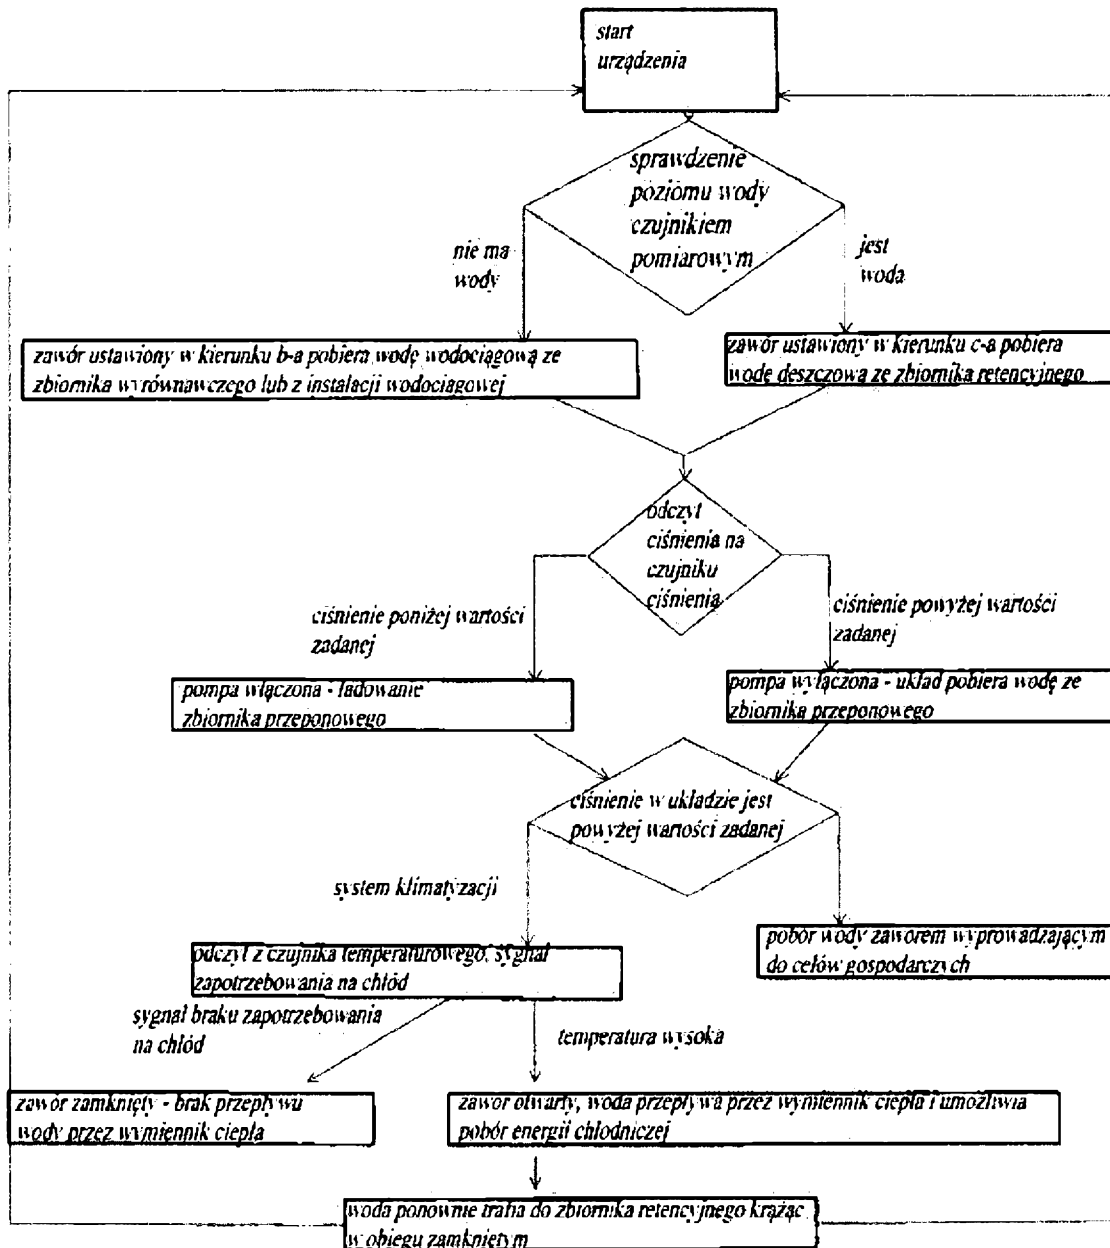 start
urządzenia
sprawdzenie
poziomu wody
czujnikiem
pomiarowym
nie ma
wody
jest
woda
zawór ustawiony w kierunku b-a pobiera wodę wodociągową ze
zbiornika wyrównawczego lub z instalacji wodociągowej
zawór ustawiony w kierunku c-a pobiera
wodę deszczową ze zbiornika retencyjnego
odczyt
ciśnienia na
czujniku
ciśnienia
ciśnienie poniżej wartości
zadanej
ciśnienie powyżej wartości
zadanej
pompa włączona - ładowanie
zbiornika przeponowego
pompa wyłączona - układ pobiera wodę ze
zbiornika przeponowego
ciśnienie w układzie jest
powyżej wartości zadanej
system klimatyzacji
odczyt z czujnika temperaturowego, sygnał
zapotrzebowania na chłód
pobór wody zaworem wyprowadzającym
do celów gospodarczych
sygnał braku zapotrzebowania
na chłód
temperatura wysoka
zawór zamknięty - brak przepływu
wody przez wymiennik ciepła
zawór otwarty, woda przepływa przez wymiennik ciepła i umożliwia
pobór energii chłodniczej
woda ponownie trafia do zbiornika retencyjnego krążąc
w obiegu zamkniętym